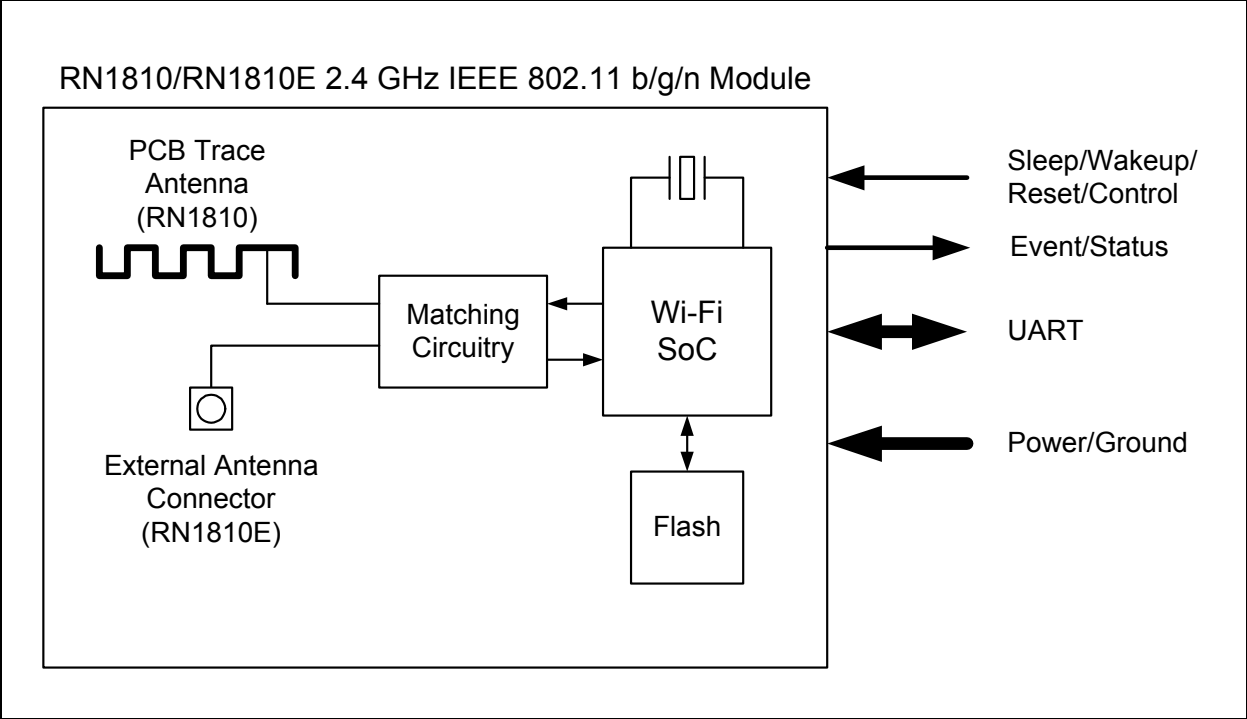 RN1810/RN1810E 2.4 GHz IEEE 802.11 b/g/n Module
PCB Trace
Antenna
(RN1810)
External Antenna
Connector
(RN1810E)
Matching
Circuitry
Wi-Fi
SoC
Flash
Sleep/Wakeup/
Reset/Control
Event/Status
UART
Power/Ground